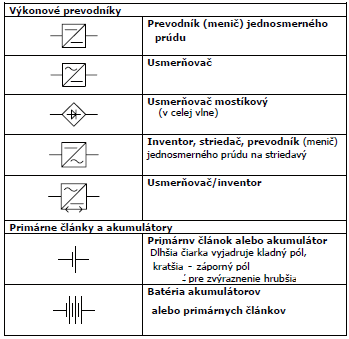 Výkonové prevodníky
Prevodník (menič) jednosmerného
prúdu
Usmerňovač
Usmerňovač mostíkový
(v celej vlne)
Inventor, striedač, prevodník (menič)
jednosmerného prúdu na striedavý
Usmerňovač/inventor
Primárne články a akumulátory
Primárnv článok alebo akumulátor
Dlhšia čiarka vyjadruje kladný pól,
kratšia - záporný pól
- pre zvýraznenie hrubšia
Batéria akumulátorov
alebo primárnych článkov